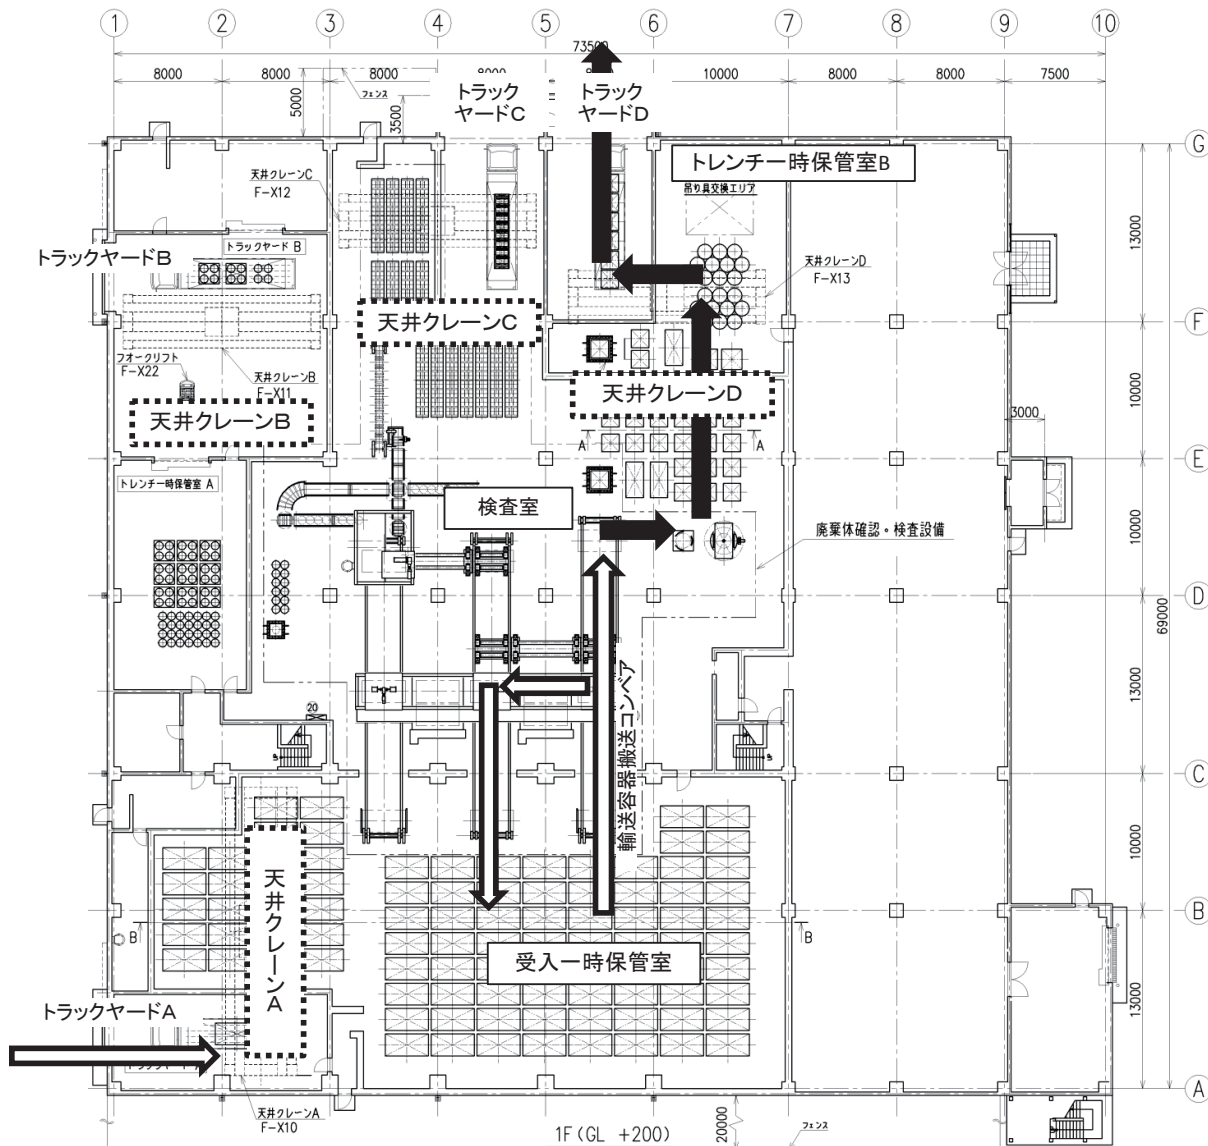 1 2 3 4 5 6 7 8 9 10
73500
8000 8000 8000 8000 10000 8000 8000 7500
5000
フェンス
3500
トラック
ヤードC
トラック
ヤードD
G
トレンチ一時保管室B
天井クレーンC
F-X12
吊り具交換エリア
13000
13000
トラックヤード B
トラックヤードB
天井クレーンD
F-X13
天井クレーンC
F
フォークリフト
F-X22
天井クレーンB
F-X11
天井クレーンD
天井クレーンB
10000
10000
3000
A A
E
トレンチ一時保管室 A
検査室
廃棄体確認・検査設備
10000
10000
D
69000
輸送容器搬送コンベア
13000
13000
20
C
天井クレーンA
10000
10000
B
B B
受入一時保管室
トラックヤードA
13000
13000
A
天井クレーンA
F-X10
1F(GL +200)
20000
フェンス